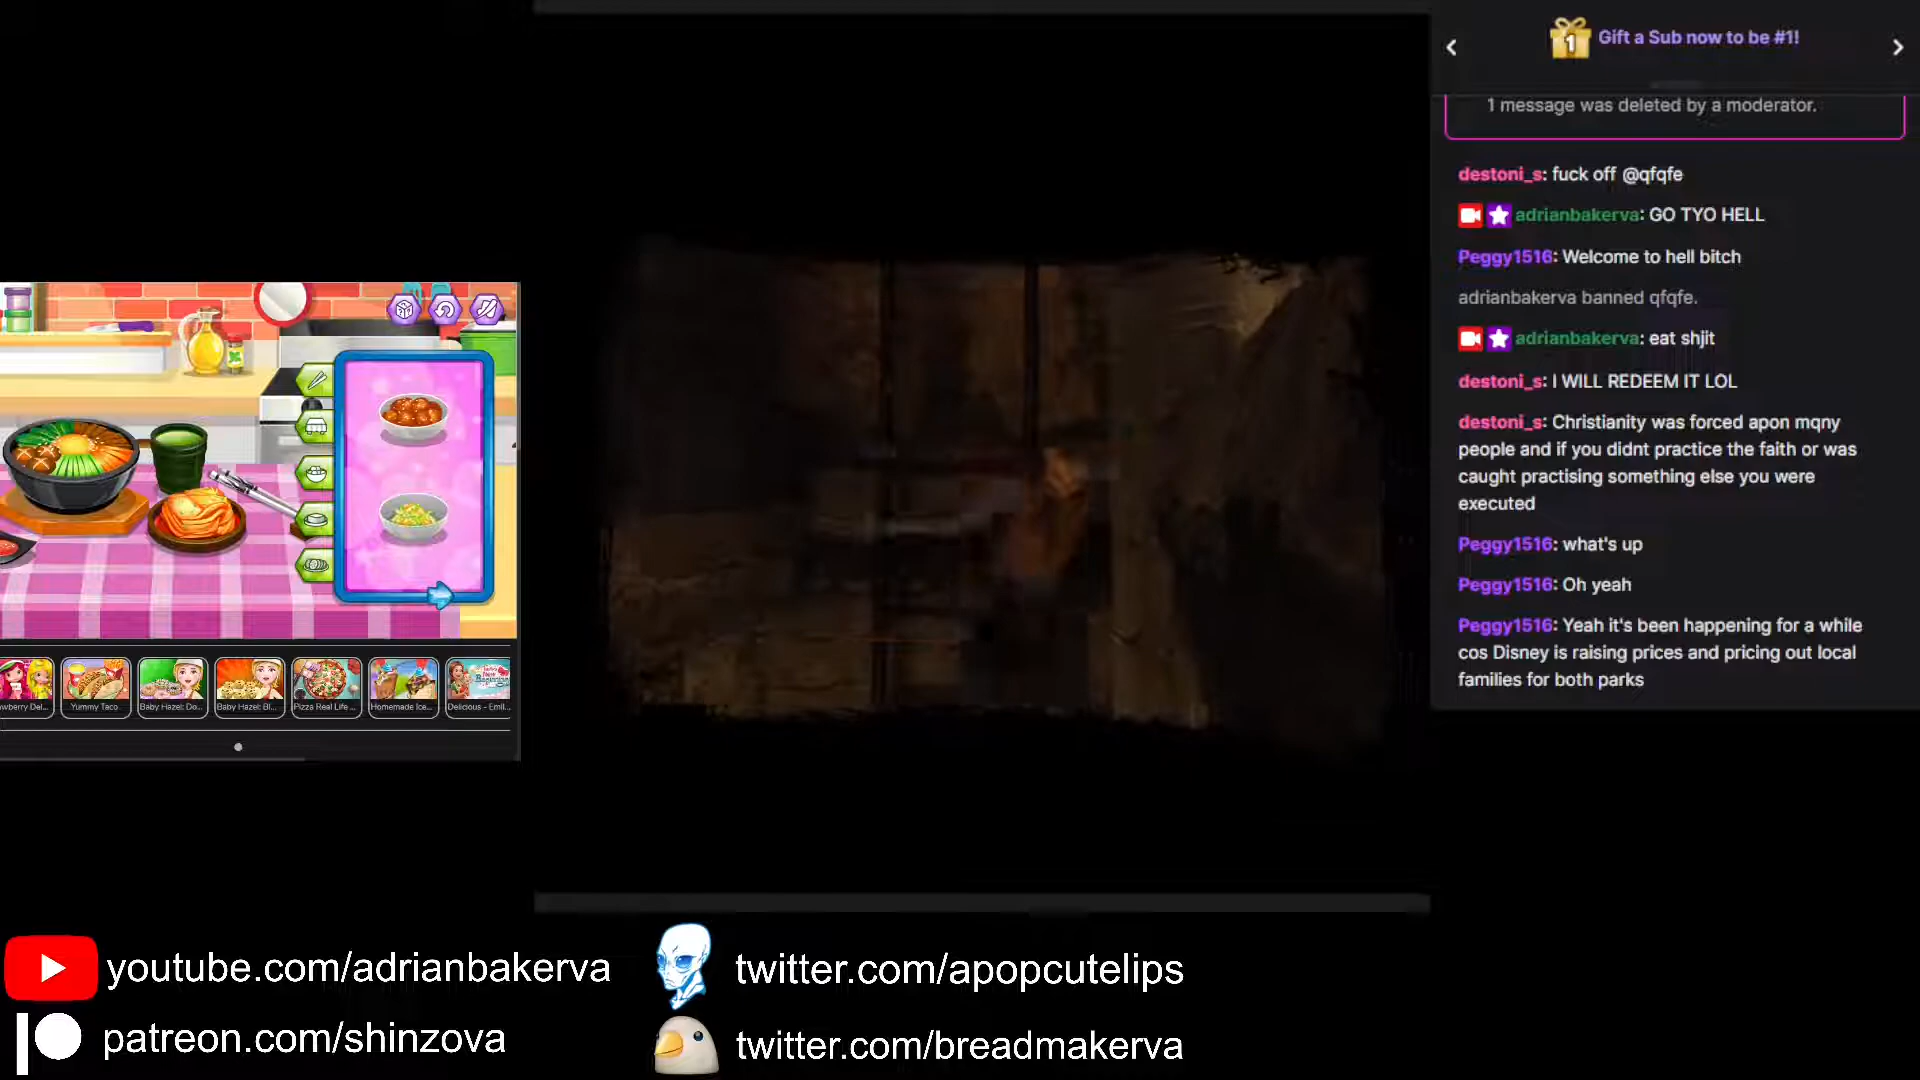 Gift a Sub now to be #1!
1
1 message was deleted by a moderator.
destoni_s: fuck off @qfqfe
adrianbakerva: GO TYO HELL
Peggy1516: Welcome to hell bitch
adrianbakerva banned qfqfe.
adrianbakerva: eat shjit
destoni_s: I WILL REDEEM IT LOL
destoni_s: Christianity was forced apon mqny
people and if you didnt practice the faith or was
caught practising something else you were
executed
Peggy1516: what's up
Peggy1516: Oh yeah
Peggy1516: Yeah it's been happening for a while
cos Disney is raising prices and pricing out local
families for both parks
wberry Del...
Yummy Taco
Baby Hazel: Do...
Baby Hazel: Bl...
Pizza Real Life ...
Homemade Ice...
Delicious - Emil...
youtube.com/adrianbakerva
twitter.com/apopcutelips
patreon.com/shinzova
twitter.com/breadmakerva